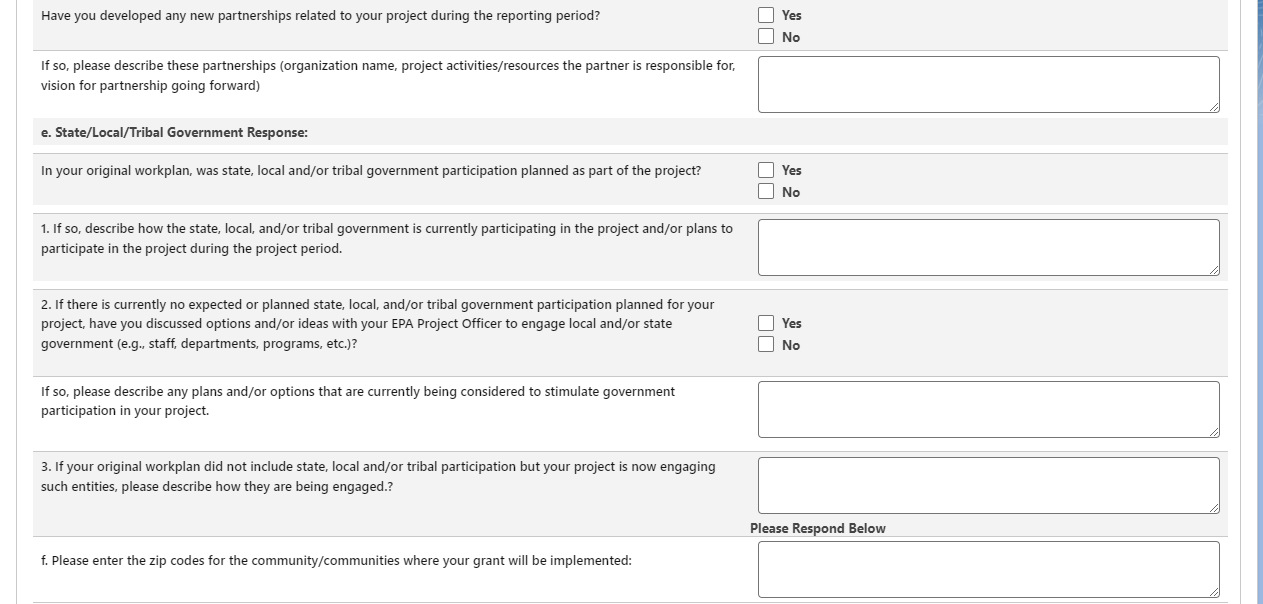 Have you developed any new partnerships related to your project during the reporting period?
Yes
No
If so, please describe these partnerships (organization name, project activities/resources the partner is responsible for,
vision for partnership going forward)
e. State/Local/Tribal Government Response:
In your original workplan, was state, local and/or tribal government participation planned as part of the project?
Yes
No
1. If so, describe how the state, local, and/or tribal government is currently participating in the project and/or plans to
participate in the project during the project period.
2. If there is currently no expected or planned state, local, and/or tribal government participation planned for your
project, have you discussed options and/or ideas with your EPA Project Officer to engage local and/or state
government (e.g., staff, departments, programs, etc.)?
Yes
No
If so, please describe any plans and/or options that are currently being considered to stimulate government
participation in your project.
3. If your original workplan did not include state, local and/or tribal participation but your project is now engaging
such entities, please describe how they are being engaged.?
Please Respond Below
f. Please enter the zip codes for the community/communities where your grant will be implemented: